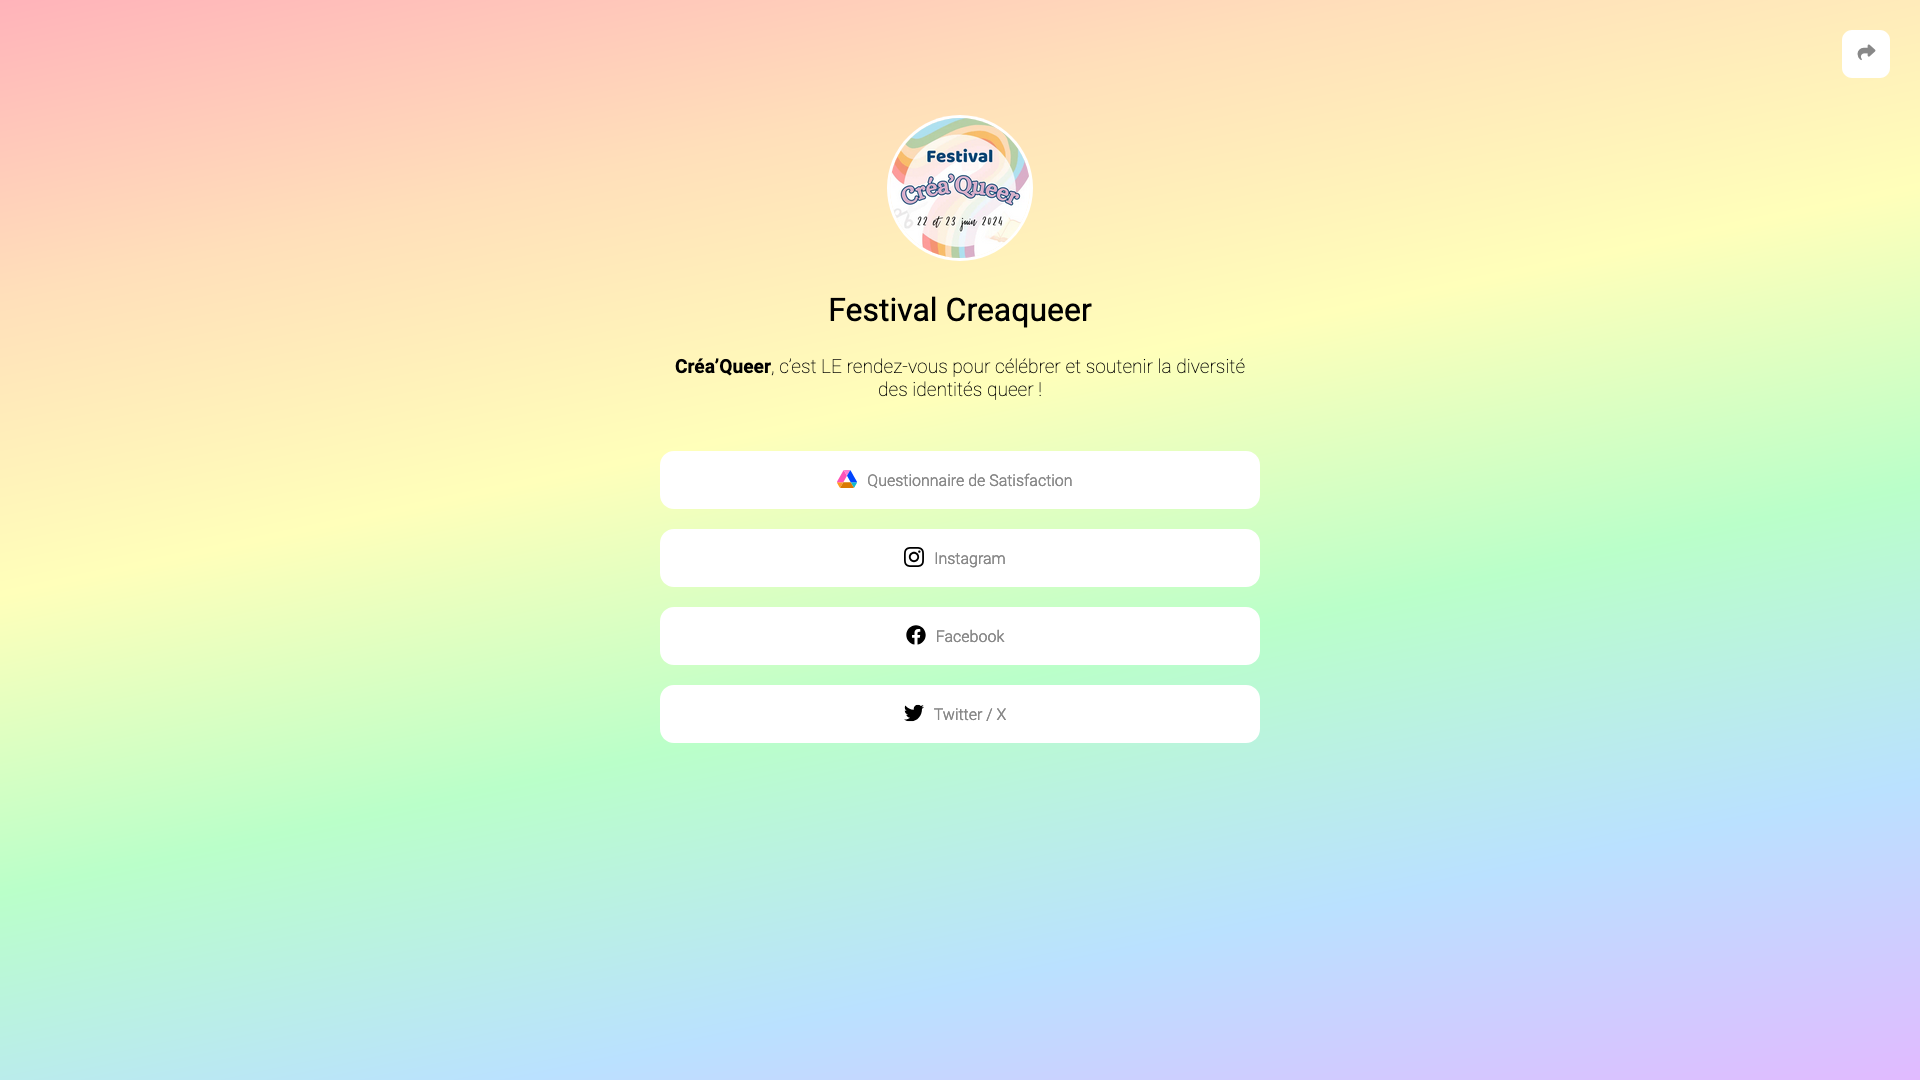 Festival
Créa’Queer
22 et 23 juin 2024
Festival Creaqueer
Créa’Queer, c’est LE rendez-vous pour célébrer et soutenir la diversité
des identités queer !
Questionnaire de Satisfaction
Instagram
Facebook
Twitter / X